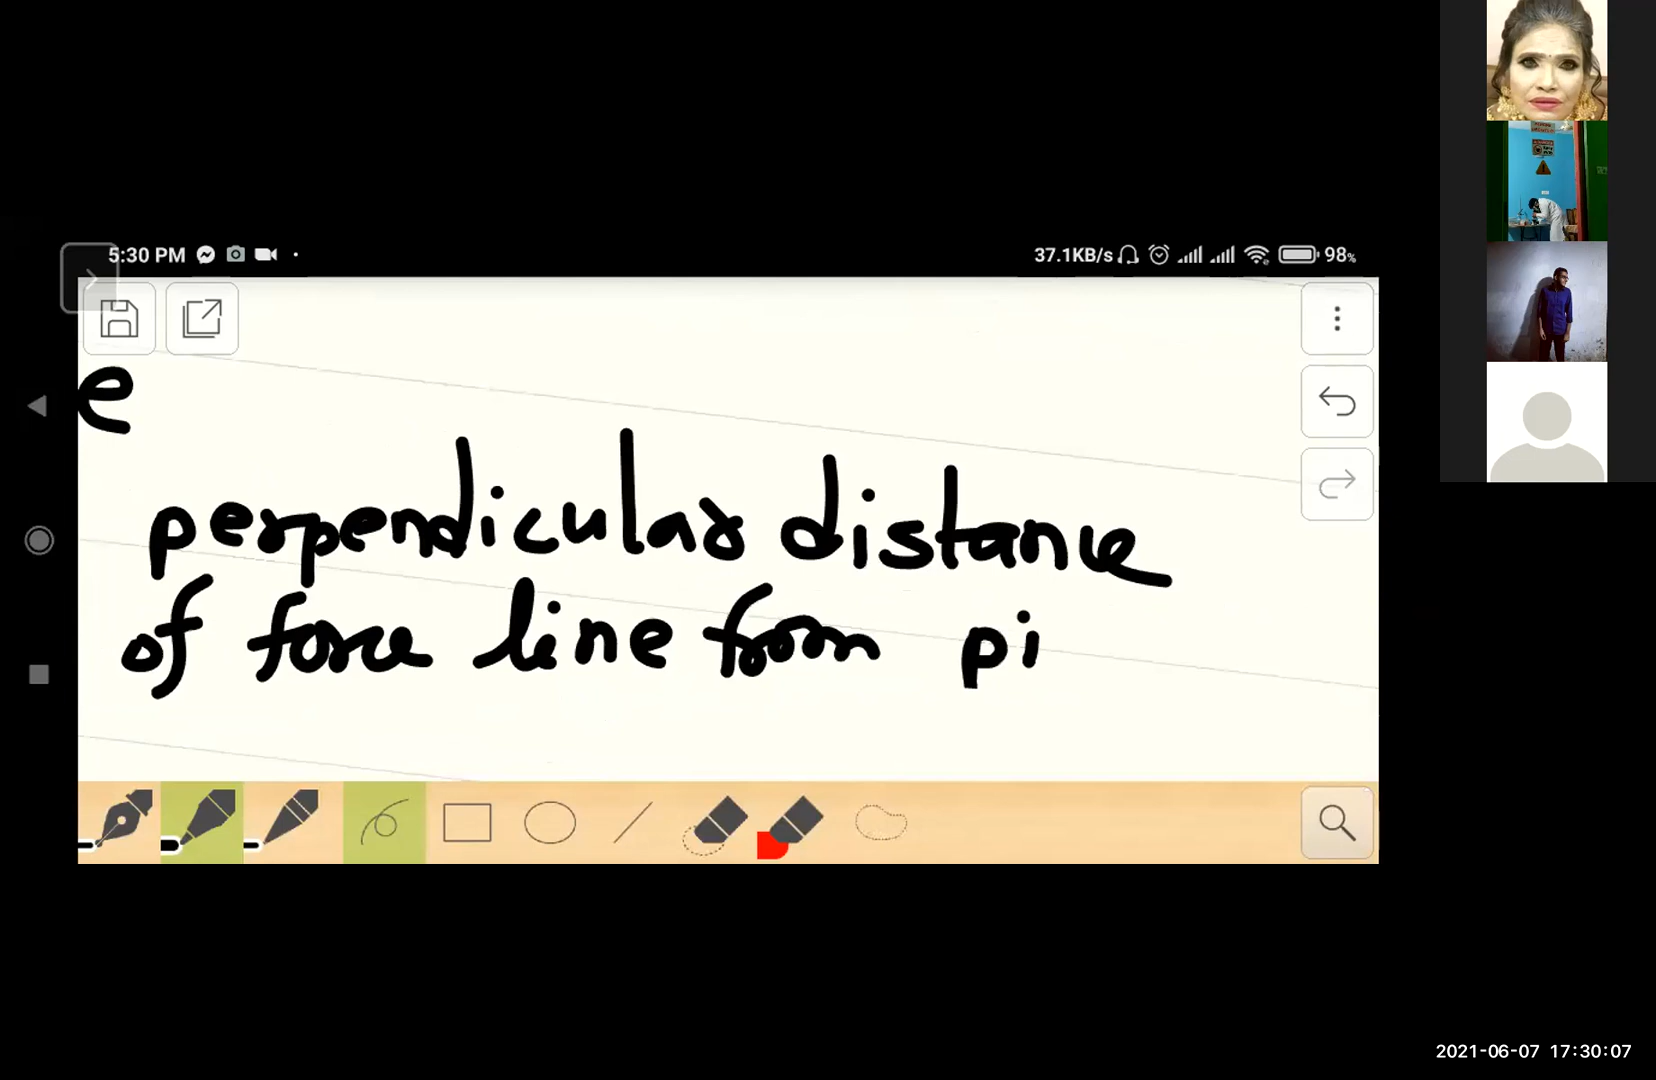 5:30 PM
37.1KB/s 98%
e
perpendicular distance
of force line from pi
2021-06-07 17:30:07